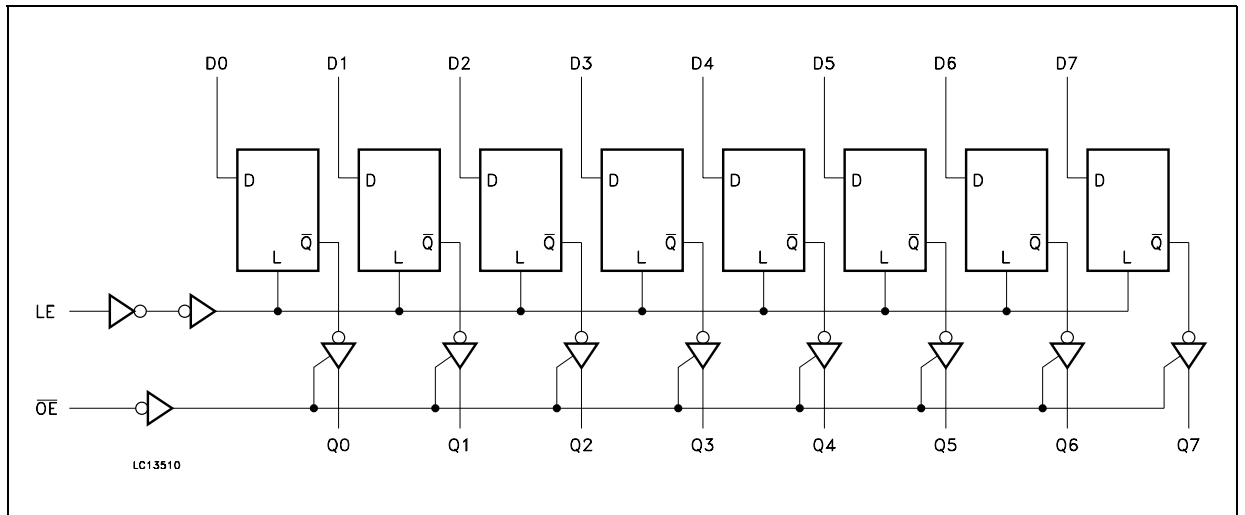 D0 D1 D2 D3 D4 D5 D6 D7
D D D D D D D D
Q̅ Q̅ Q̅ Q̅ Q̅ Q̅ Q̅ Q̅
L L L L L L L L
LE
O̅E̅
Q0 Q1 Q2 Q3 Q4 Q5 Q6 Q7
LC13510